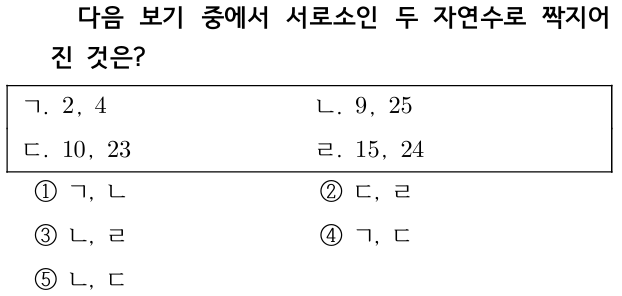 다음 보기 중에서 서로소인 두 자연수로 짝지어
진 것은?
ㄱ. 2, 4 ㄴ. 9, 25
ㄷ. 10, 23 ㄹ. 15, 24
① ㄱ, ㄴ ② ㄷ, ㄹ
③ ㄴ, ㄹ ④ ㄱ, ㄷ
⑤ ㄴ, ㄷ